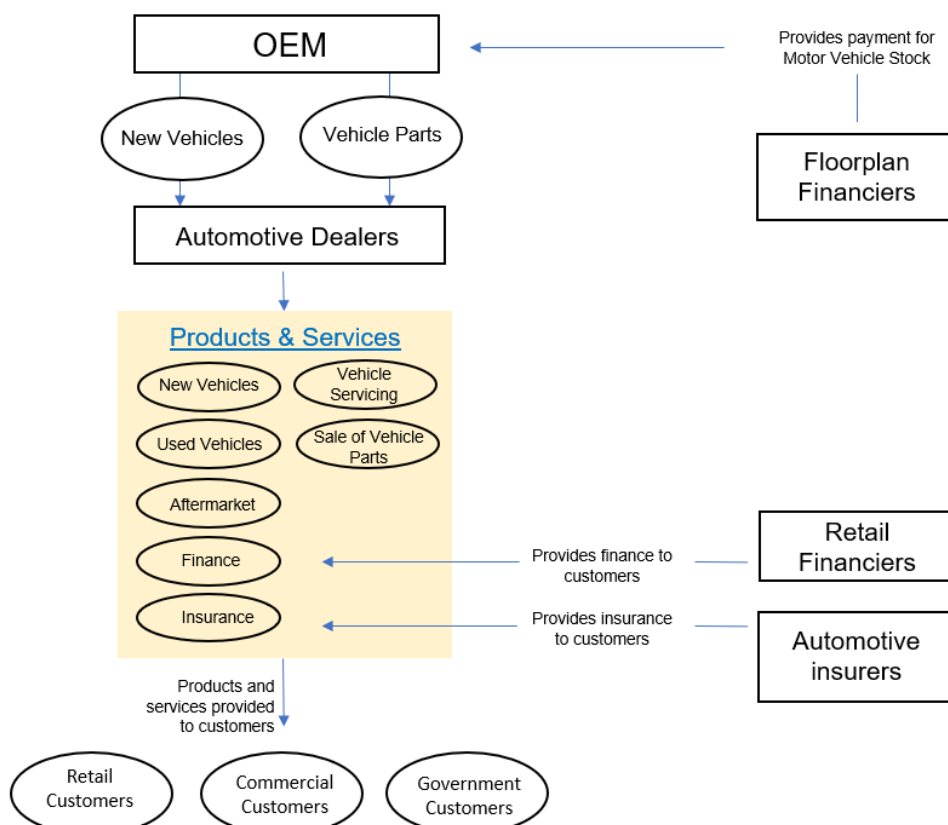 OEM
Provides payment for
Motor Vehicle Stock
New Vehicles
Vehicle Parts
Floorplan
Financiers
Automotive Dealers
Products & Services
New Vehicles
Vehicle
Servicing
Used Vehicles
Sale of Vehicle
Parts
Aftermarket
Finance
Provides finance to
customers
Retail
Financiers
Insurance
Provides insurance
to customers
Automotive
insurers
Products and
services provided
to customers
Retail
Customers
Commercial
Customers
Government
Customers